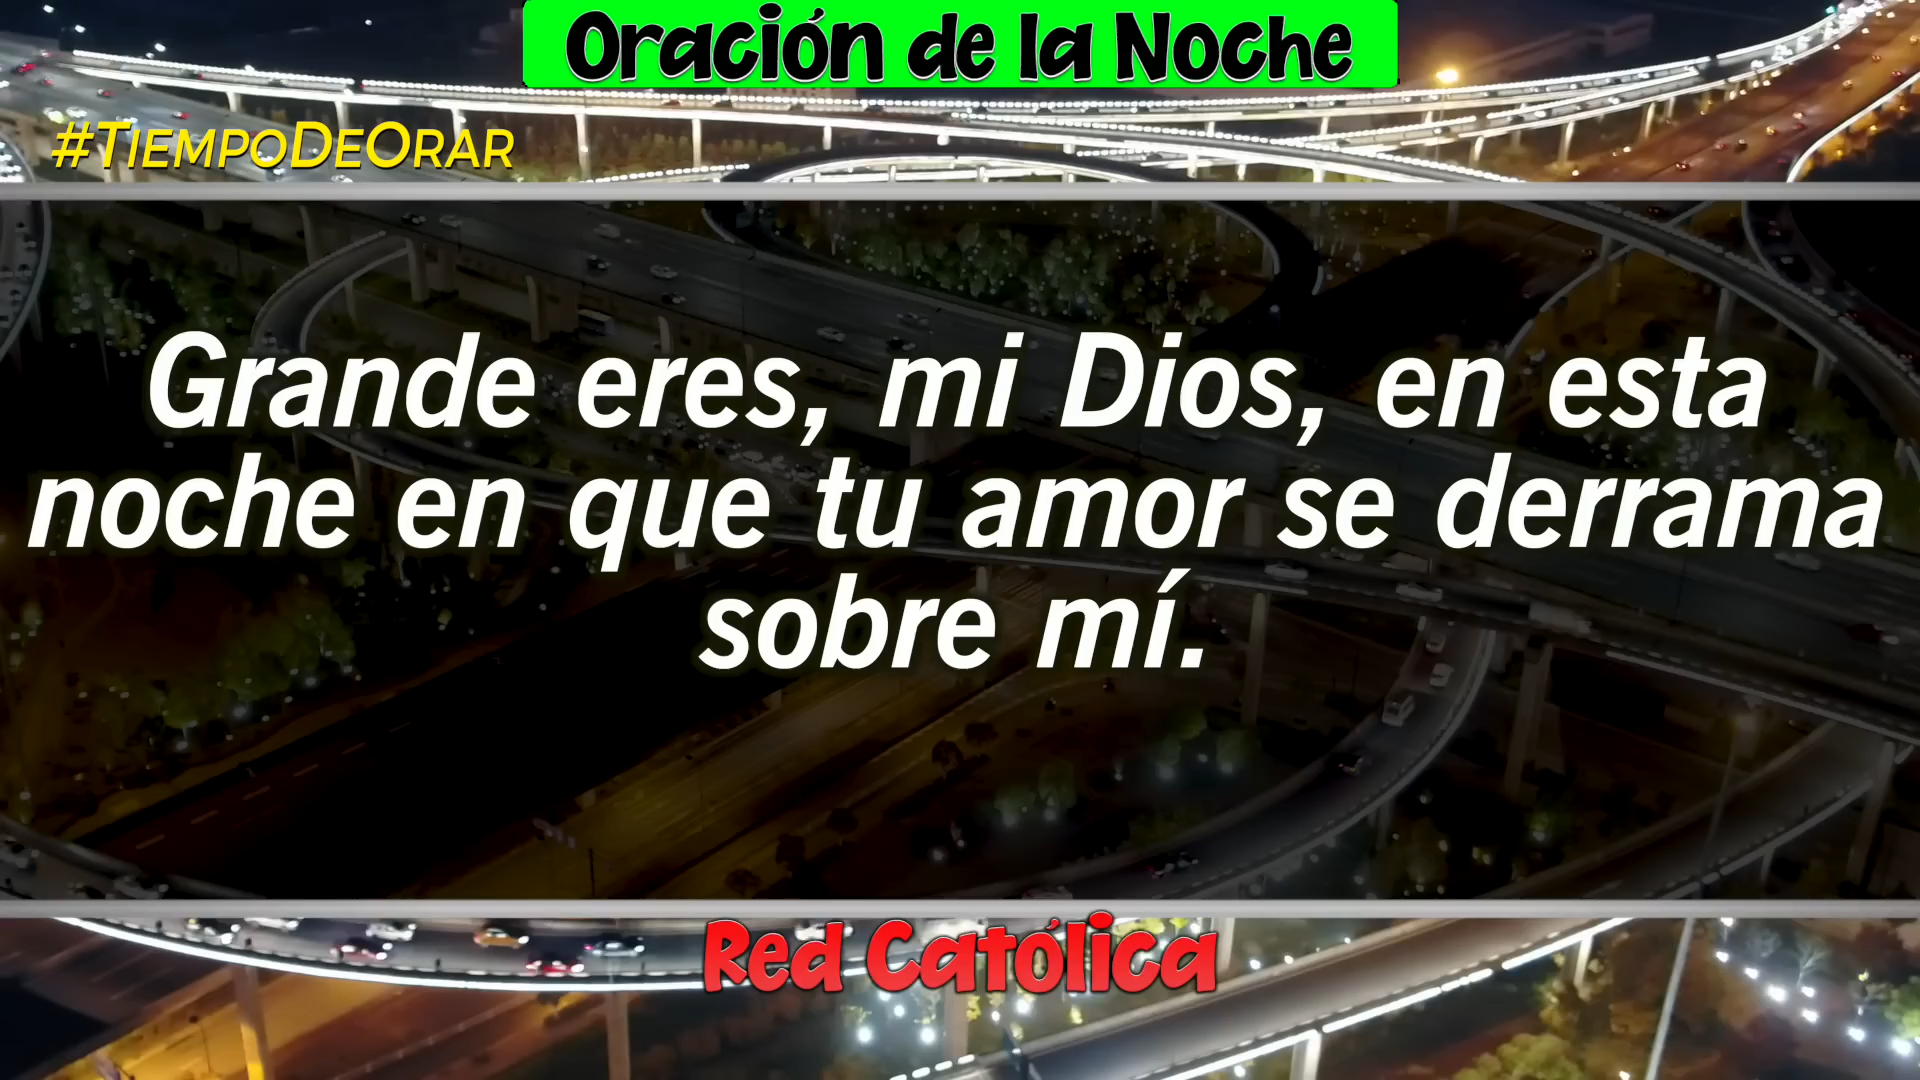 Oración de la Noche
#TiempoDeOrar
Grande eres, mi Dios, en esta
noche en que tu amor se derrama
sobre mí.
Red Católica